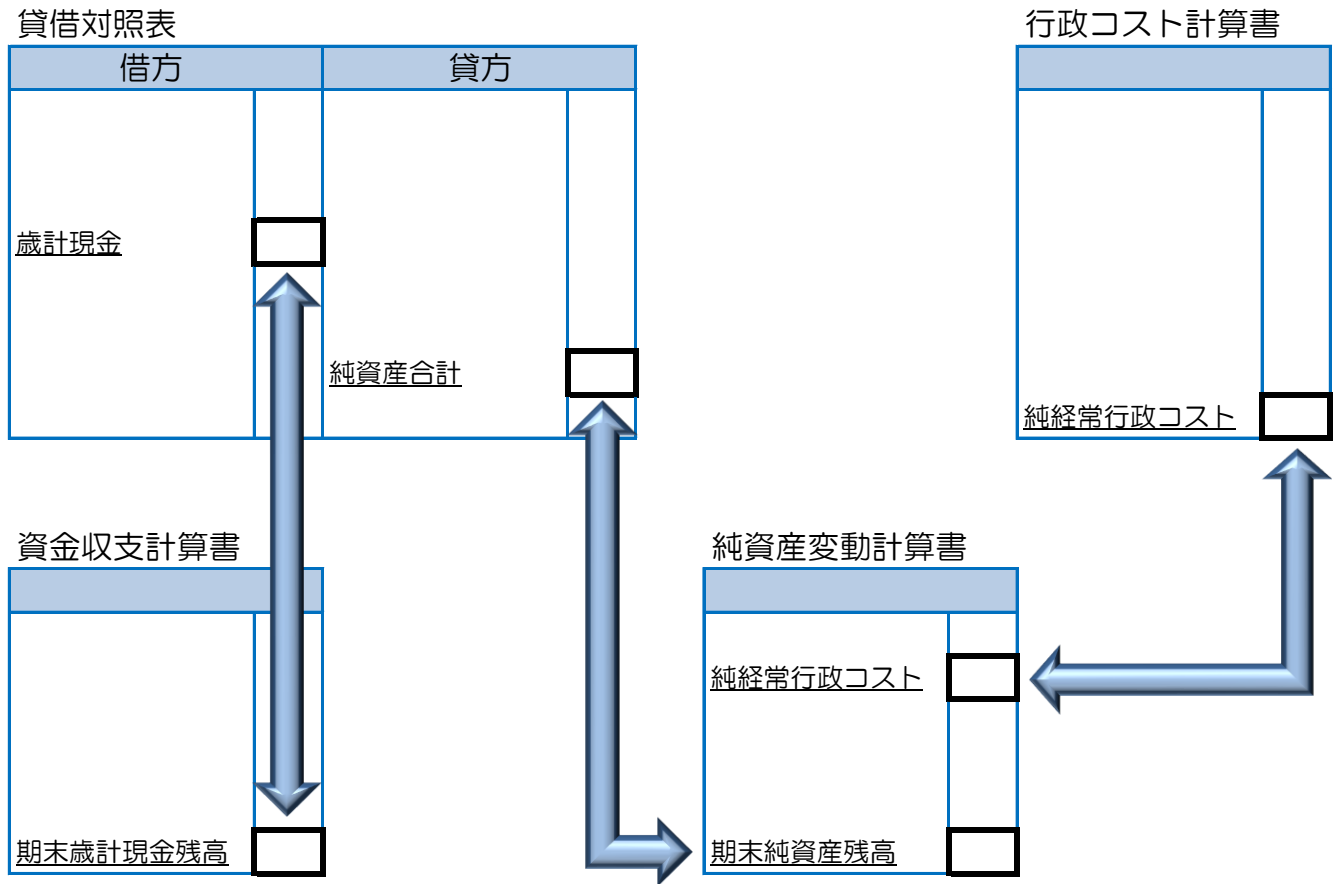 貸借対照表
借方
貸方
歳計現金
純資産合計
行政コスト計算書
純経常行政コスト
資金収支計算書
期末歳計現金残高
純資産変動計算書
純経常行政コスト
期末純資産残高